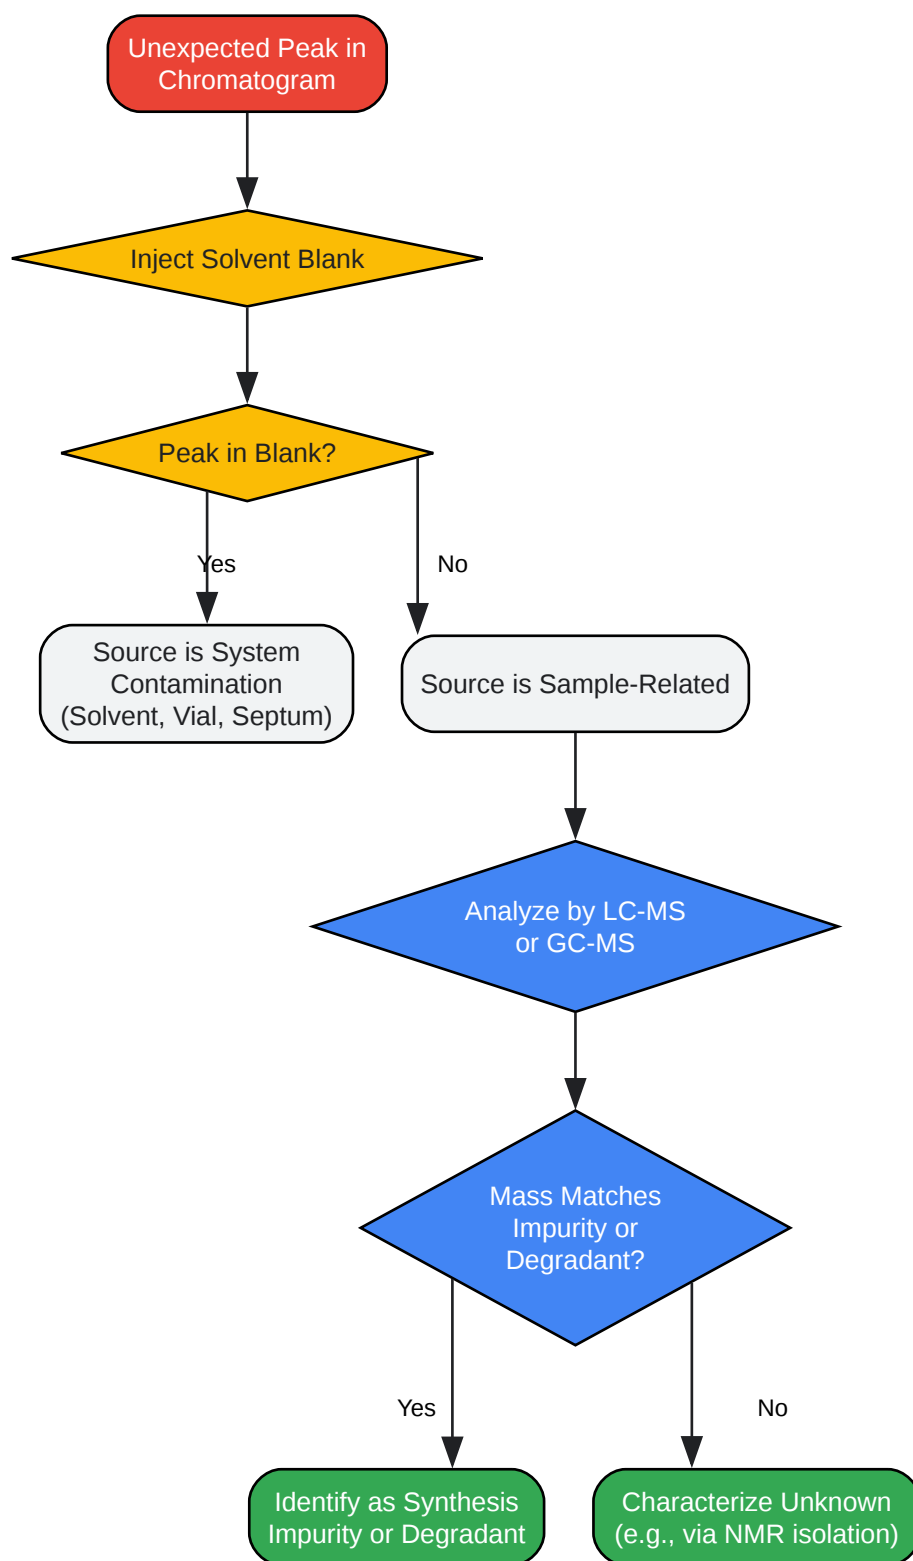 Unexpected Peak in
Chromatogram
Inject Solvent Blank
Peak in Blank?
Yes
No
Source is System
Contamination
(Solvent, Vial, Septum)
Source is Sample-Related
Analyze by LC-MS
or GC-MS
Mass Matches
Impurity or
Degradant?
Yes
No
Identify as Synthesis
Impurity or Degradant
Characterize Unknown
(e.g., via NMR isolation)